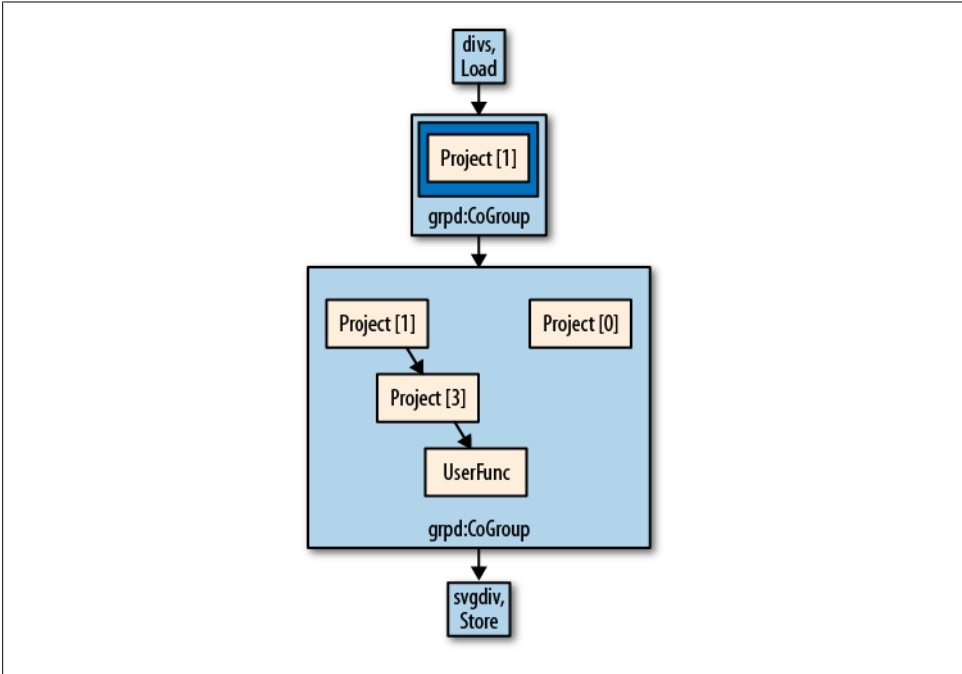 divs,
Load
Project [1]
grpd:CoGroup
Project [1]
Project [0]
Project [3]
UserFunc
grpd:CoGroup
svgdiv,
Store